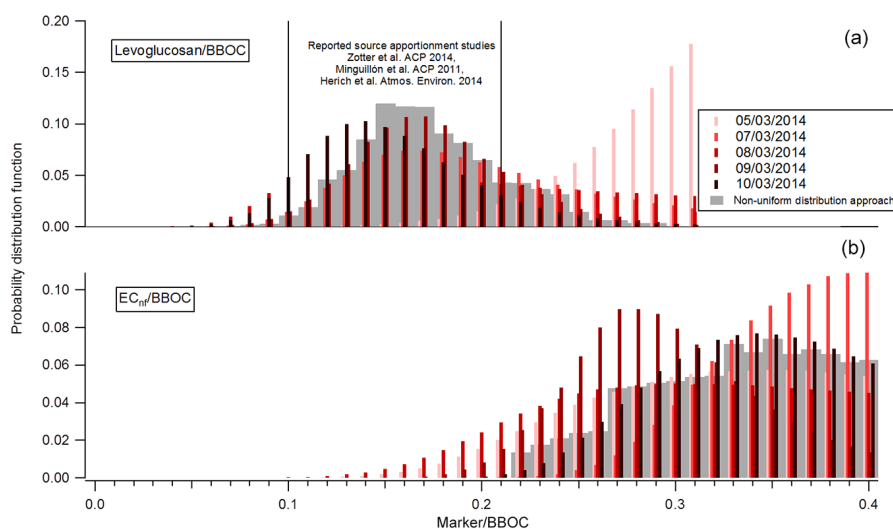 0.20
0.15
0.10
0.05
0.00
Levoglucosan/BBOC
Reported source apportionment studies
Zotter et al. ACP 2014,
Minguillón et al. ACP 2011,
Herich et al. Atmos. Environ. 2014
(a)
05/03/2014
07/03/2014
08/03/2014
09/03/2014
10/03/2014
Non-uniform distribution approach
Probability distribution function
(b)
ECnf/BBOC
0.10
0.08
0.06
0.04
0.02
0.00
0.0 0.1 0.2 0.3 0.4
Marker/BBOC